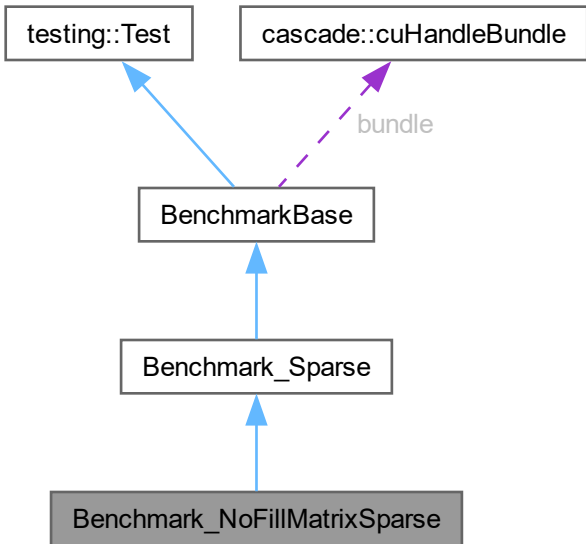 testing::Test
cascade::cuHandleBundle
bundle
BenchmarkBase
Benchmark_Sparse
Benchmark_NoFillMatrixSparse